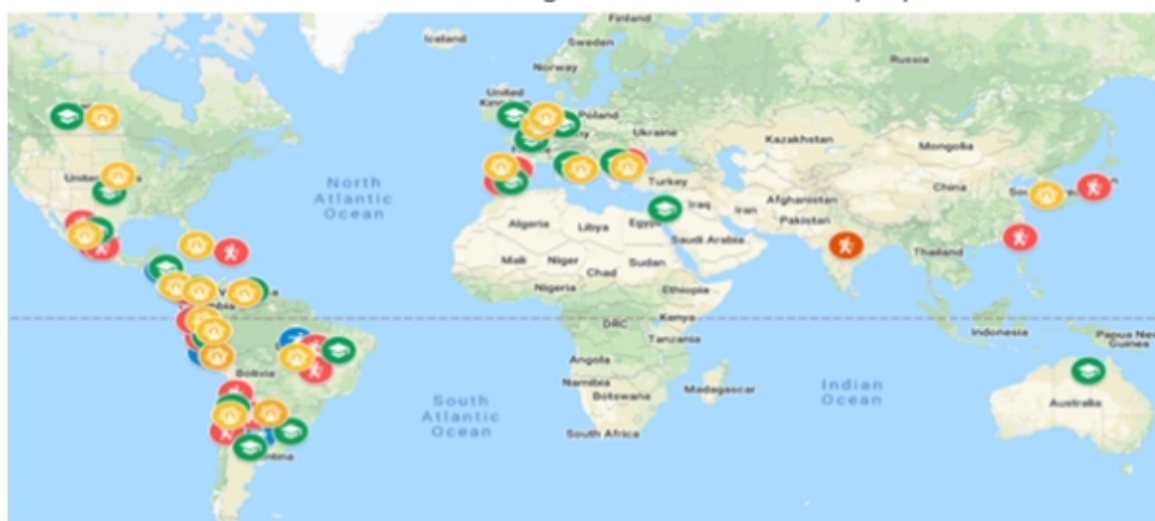 Finland
Iceland
Sweden
Russia
Norway
United
Poland
Ukraine
Kazakhstan
Mongolia
North
Atlantic
Ocean
Turkey
China
Afghanistan
Iraq
Iran
Pakistan
Algeria
Libya
Egypt
Saudi Arabia
Thailand
Mali
Niger
Chad
Sudan
Nigeria
Ethiopia
DRC
Kenya
Tanzania
Indonesia
Papua New
Guinea
Bolivia
Angola
Namibia
Botswana
Madagascar
Indian
Ocean
South
Atlantic
Ocean
South Africa
Australia